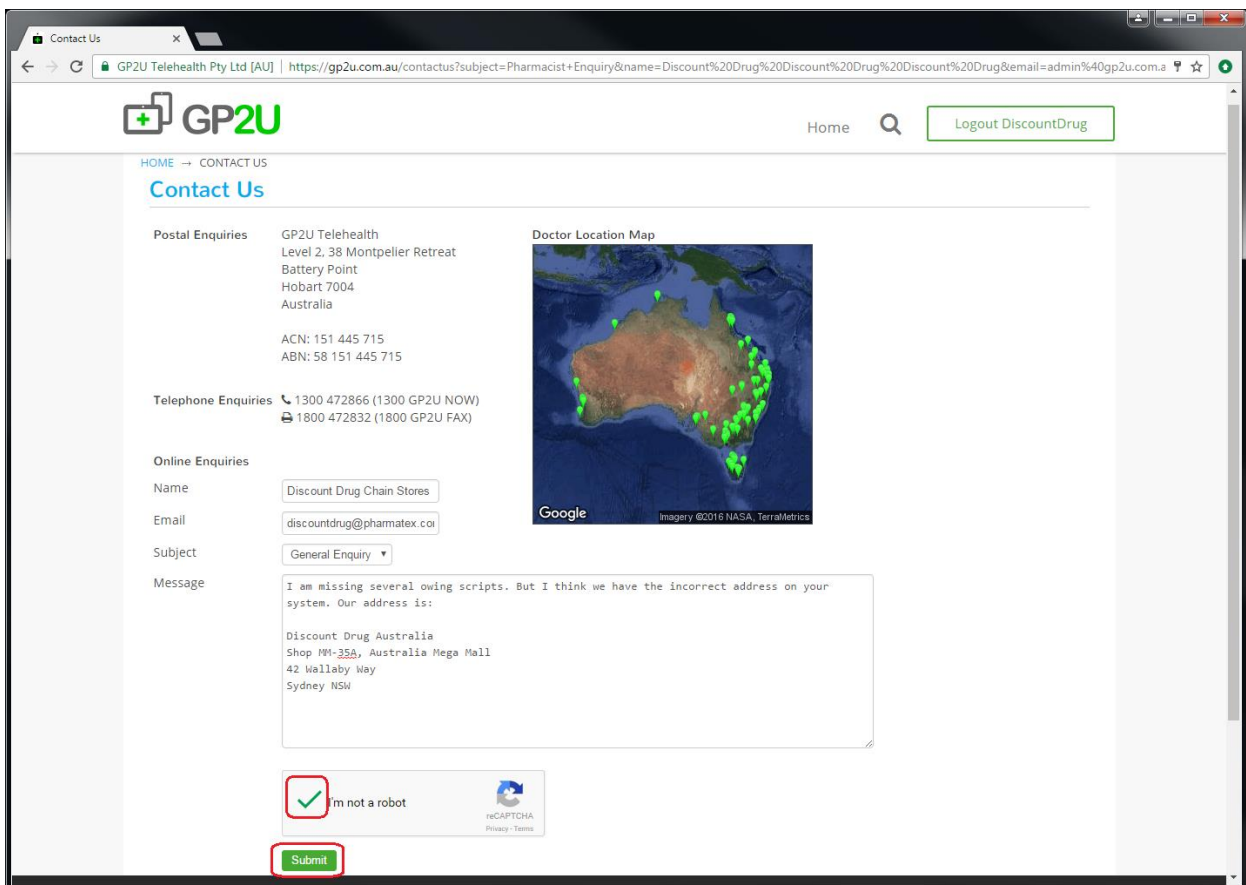 Contact Us
GP2U Telehealth Pty Ltd [AU] | https://gp2u.com.au/contactus?subject=Pharmacist+Enquiry&name=Discount%20Drug%20Discount%20Drug%20Discount%20Drug&email=admin%40gp2u.com.a
GP2U
Home
Logout DiscountDrug
HOME → CONTACT US
Contact Us
Postal Enquiries
GP2U Telehealth
Level 2, 38 Montpelier Retreat
Battery Point
Hobart 7004
Australia
ACN: 151 445 715
ABN: 58 151 445 715
Doctor Location Map
Google
Imagery ©2016 NASA, TerraMetrics
Telephone Enquiries
1300 472866 (1300 GP2U NOW)
1800 472832 (1800 GP2U FAX)
Online Enquiries
Name
Discount Drug Chain Stores
Email
discountdrug@pharmatex.co
Subject
General Enquiry
Message
I am missing several owing scripts. But I think we have the incorrect address on your
system. Our address is:
Discount Drug Australia
Shop MM-35A, Australia Mega Mall
42 Wallaby Way
Sydney NSW
I'm not a robot
reCAPTCHA
Privacy - Terms
Submit